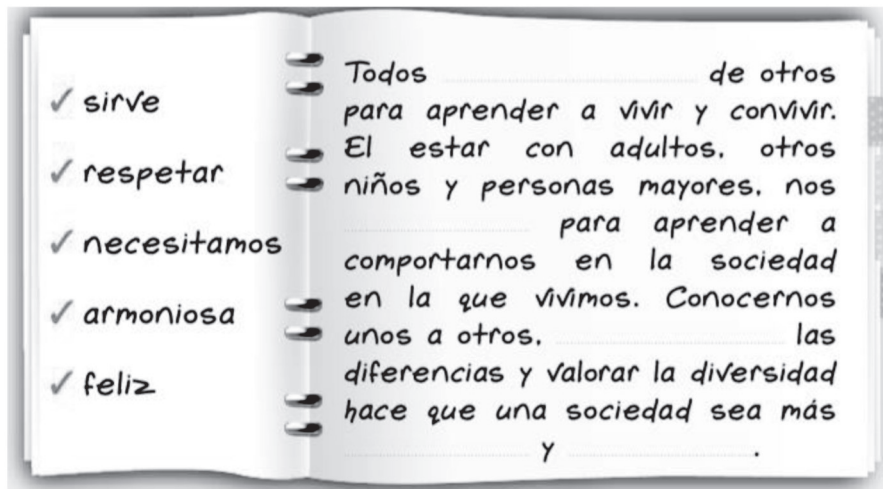 ✓ sirve
✓ respetar
✓ necesitamos
✓ armoniosa
✓ feliz
Todos ............ de otros
para aprender a vivir y convivir.
El estar con adultos, otros
niños y personas mayores, nos
............ para aprender a
comportarnos en la sociedad
en la que vivimos. Conocernos
unos a otros, ............ las
diferencias y valorar la diversidad
hace que una sociedad sea más
............ y ............ .